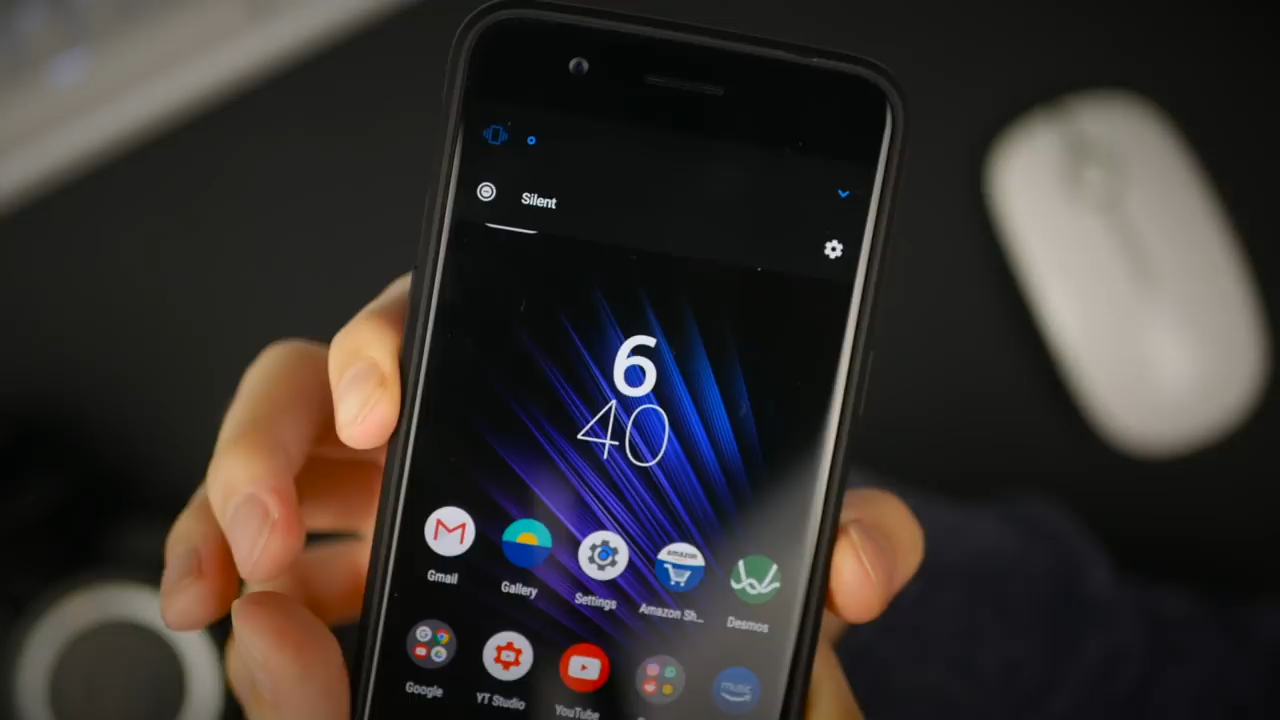 Silent
6
40
amazon
Gmail
Gallery
Settings
Amazon Sh...
Desmos
music
Google
YT Studio
YouTube